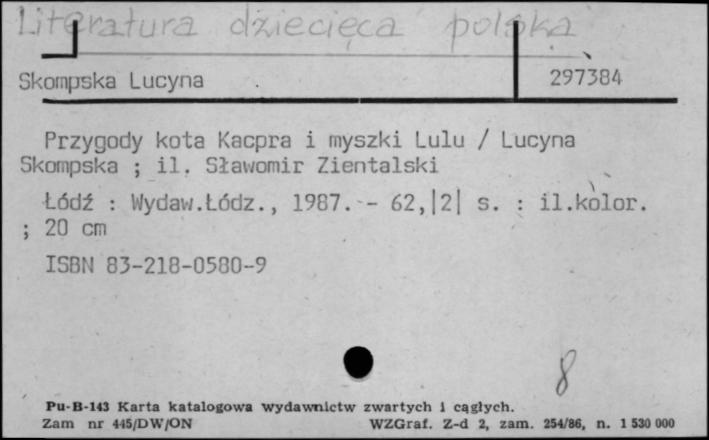 Literatura dziecięca polska
Skompska Lucyna 297384
Przygody kota Kacpra i myszki Lulu / Lucyna
Skompska ; il. Sławomir Zientalski
Łódź : Wydaw.Łódz., 1987. - 62,|2| s. : il.kolor.
; 20 cm
ISBN 83-218-0580-9
8
Pu-B-143 Karta katalogowa wydawnictw zwartych i ciągłych.
Zam nr 445/DW/ON WZGraf. Z-d 2, zam. 254/86, n. 1 530 000